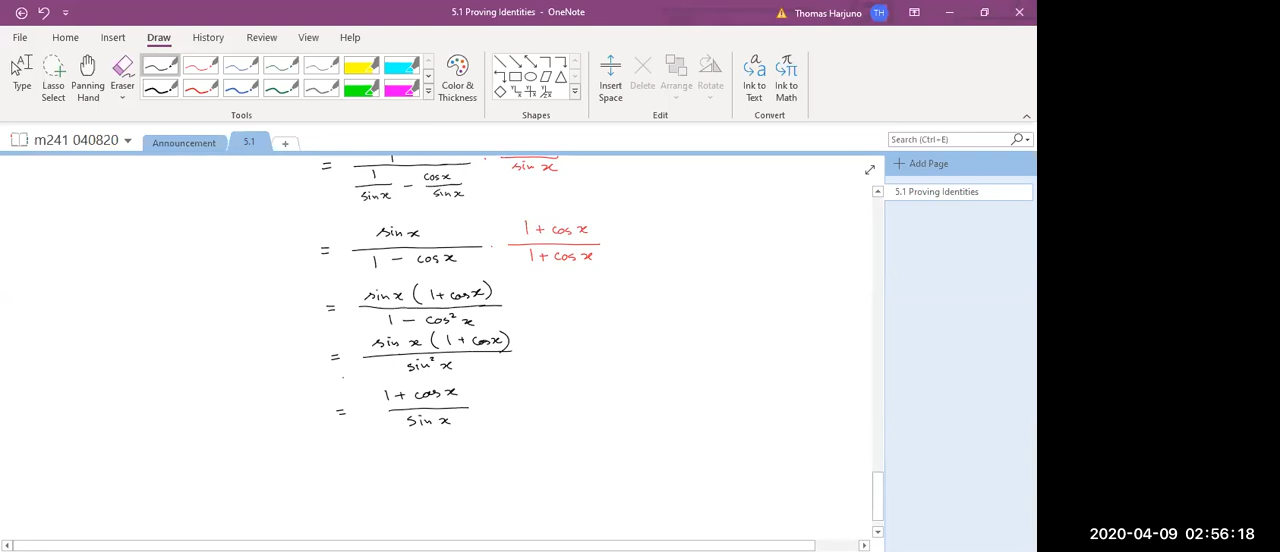 5.1 Proving Identities - OneNote
Thomas Harjuno TH
File Home Insert Draw History Review View Help
Type Lasso Select Panning Hand Eraser Color & Thickness Insert Space Delete Arrange Rotate Ink to Text Ink to Math
Tools Shapes Edit Convert
m241 040820 Announcement 5.1 + Search (Ctrl+E)
+ Add Page
5.1 Proving Identities
= 1 / (1/sin x - cos x/sin x) · / sin x
= sin x / (1 - cos x) · (1 + cos x) / (1 + cos x)
= sin x (1 + cos x) / (1 - cos² x)
= sin x (1 + cos x) / sin² x
= (1 + cos x) / sin x
2020-04-09 02:56:18